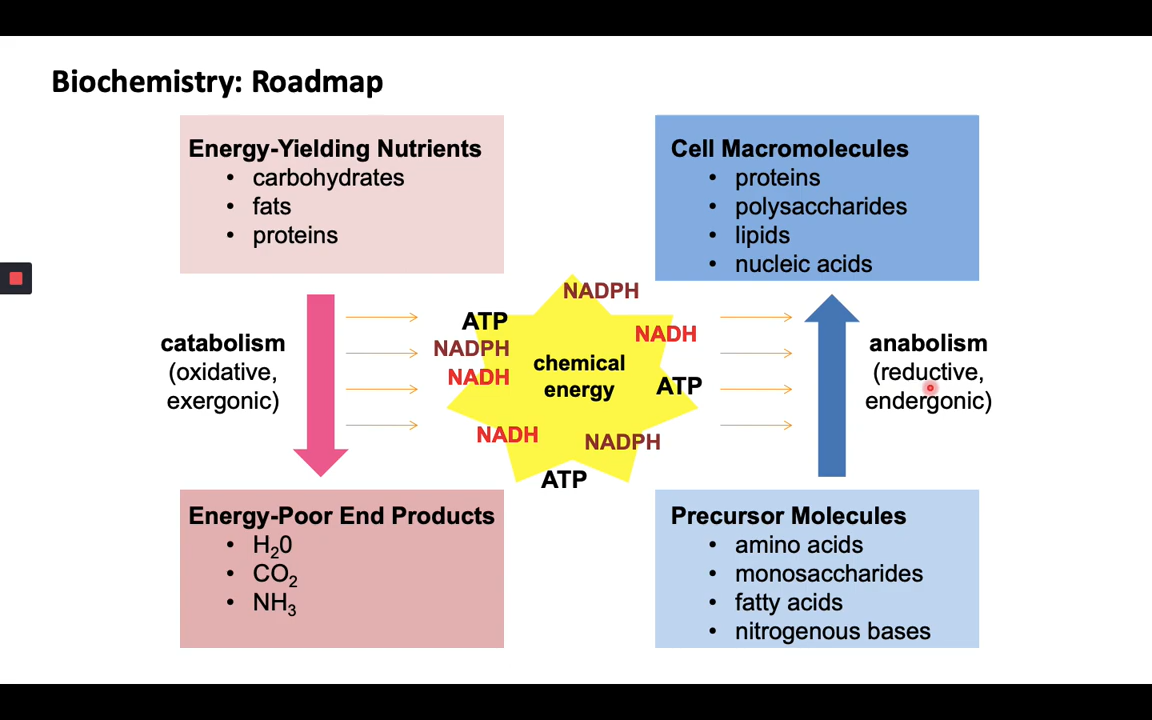 Biochemistry: Roadmap
Energy-Yielding Nutrients
• carbohydrates
• fats
• proteins
Cell Macromolecules
• proteins
• polysaccharides
• lipids
• nucleic acids
catabolism
(oxidative,
exergonic)
ATP
NADPH
NADH
NADH
ATP
NADPH
NADH
ATP
NADPH
chemical
energy
anabolism
(reductive,
endergonic)
Energy-Poor End Products
• H₂0
• CO₂
• NH₃
Precursor Molecules
• amino acids
• monosaccharides
• fatty acids
• nitrogenous bases